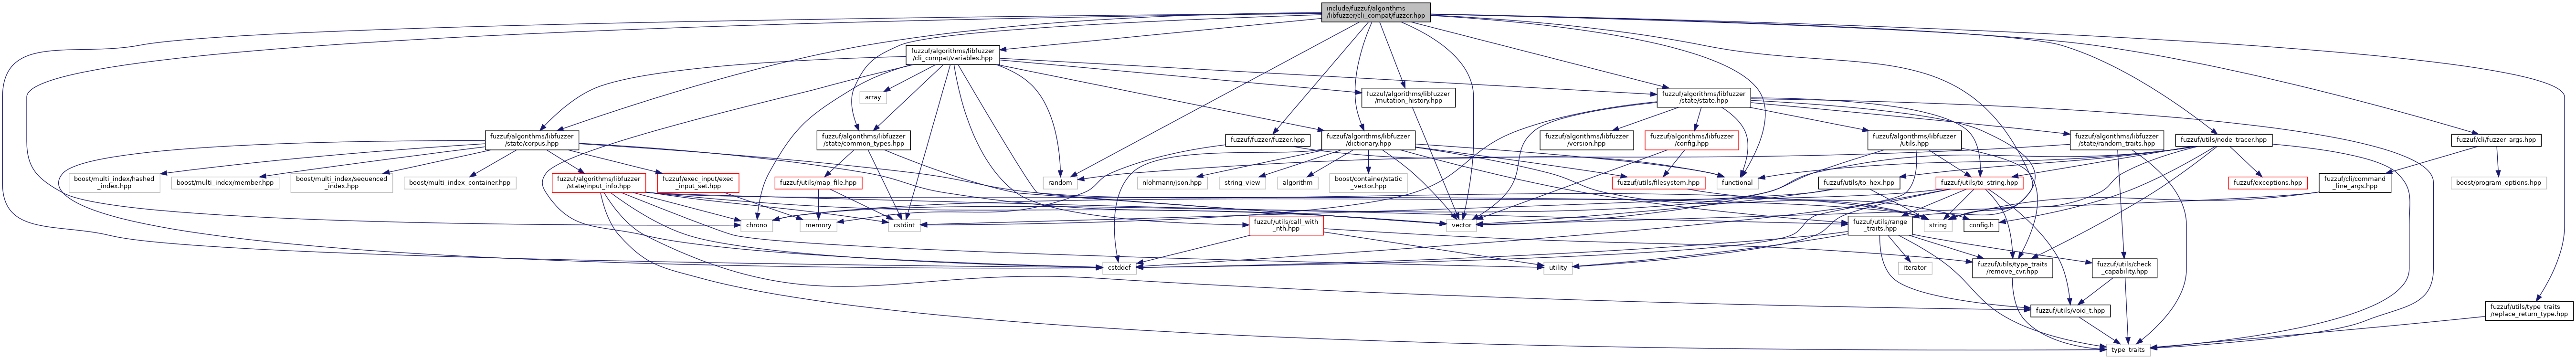 include/fuzzuf/algorithms
/libfuzzer/cli_compat/fuzzer.hpp
fuzzuf/algorithms/libfuzzer
/cli_compat/variables.hpp
array
fuzzuf/algorithms/libfuzzer
/mutation_history.hpp
fuzzuf/algorithms/libfuzzer
/state/state.hpp
fuzzuf/algorithms/libfuzzer
/state/corpus.hpp
fuzzuf/algorithms/libfuzzer
/state/common_types.hpp
fuzzuf/fuzzer/fuzzer.hpp
fuzzuf/algorithms/libfuzzer
/dictionary.hpp
fuzzuf/algorithms/libfuzzer
/version.hpp
fuzzuf/algorithms/libfuzzer
/config.hpp
fuzzuf/algorithms/libfuzzer
/utils.hpp
fuzzuf/algorithms/libfuzzer
/state/random_traits.hpp
fuzzuf/utils/node_tracer.hpp
fuzzuf/cli/fuzzer_args.hpp
boost/multi_index/hashed
_index.hpp
boost/multi_index/member.hpp
boost/multi_index/sequenced
_index.hpp
boost/multi_index_container.hpp
fuzzuf/algorithms/libfuzzer
/state/input_info.hpp
fuzzuf/exec_input/exec
_input_set.hpp
fuzzuf/utils/map_file.hpp
random
nlohmann/json.hpp
string_view
algorithm
boost/container/static
_vector.hpp
fuzzuf/utils/filesystem.hpp
functional
fuzzuf/utils/to_hex.hpp
fuzzuf/utils/to_string.hpp
fuzzuf/exceptions.hpp
fuzzuf/cli/command
_line_args.hpp
boost/program_options.hpp
chrono
memory
cstdint
fuzzuf/utils/call_with
_nth.hpp
vector
fuzzuf/utils/range
_traits.hpp
config.h
string
cstddef
utility
iterator
fuzzuf/utils/type_traits
/remove_cvr.hpp
fuzzuf/utils/check
_capability.hpp
fuzzuf/utils/void_t.hpp
fuzzuf/utils/type_traits
/replace_return_type.hpp
type_traits